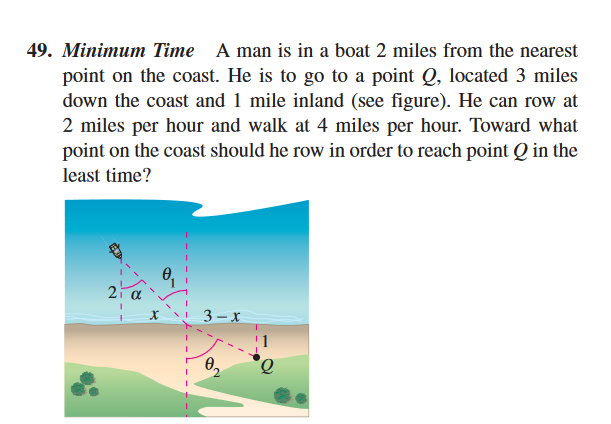 49. Minimum Time A man is in a boat 2 miles from the nearest
point on the coast. He is to go to a point Q, located 3 miles
down the coast and 1 mile inland (see figure). He can row at
2 miles per hour and walk at 4 miles per hour. Toward what
point on the coast should he row in order to reach point Q in the
least time?
θ₁
2 α
x 3 − x
1
θ₂ Q